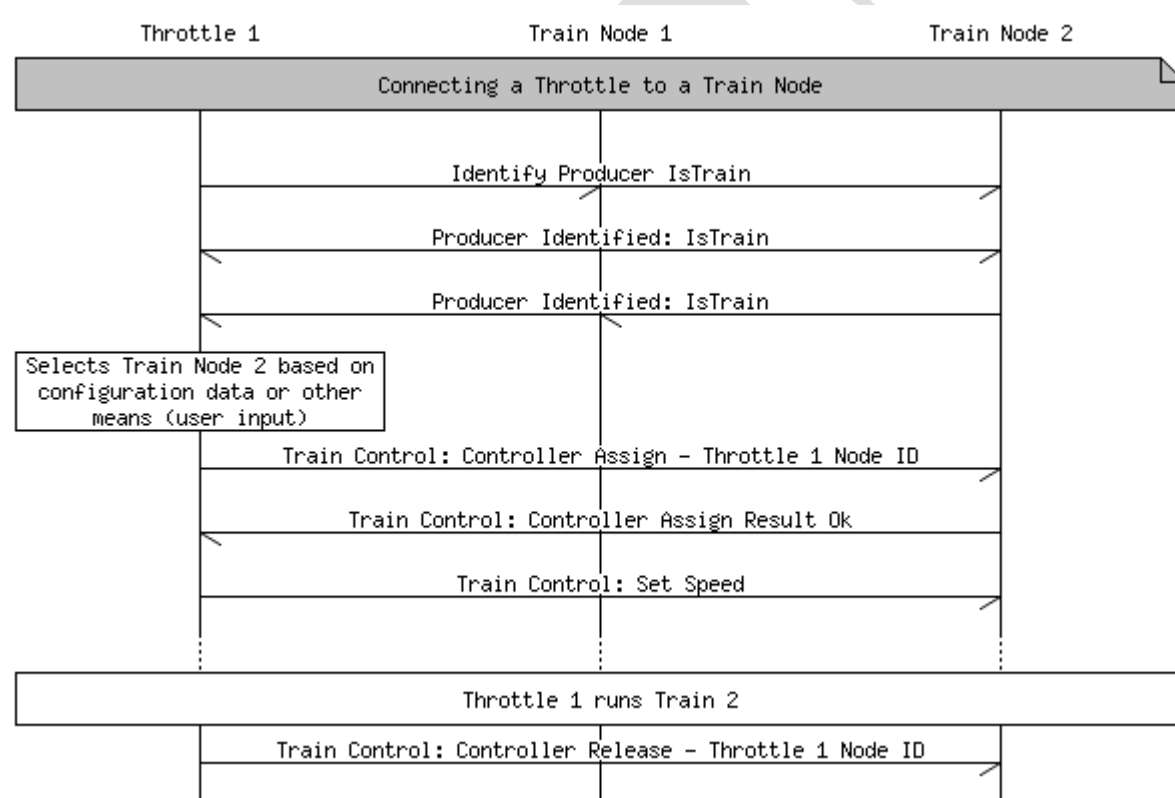 Throttle 1
Train Node 1
Train Node 2
Connecting a Throttle to a Train Node
Identify Producer IsTrain
Producer Identified: IsTrain
Producer Identified: IsTrain
Selects Train Node 2 based on
configuration data or other
means (user input)
Train Control: Controller Assign – Throttle 1 Node ID
Train Control: Controller Assign Result Ok
Train Control: Set Speed
Throttle 1 runs Train 2
Train Control: Controller Release – Throttle 1 Node ID